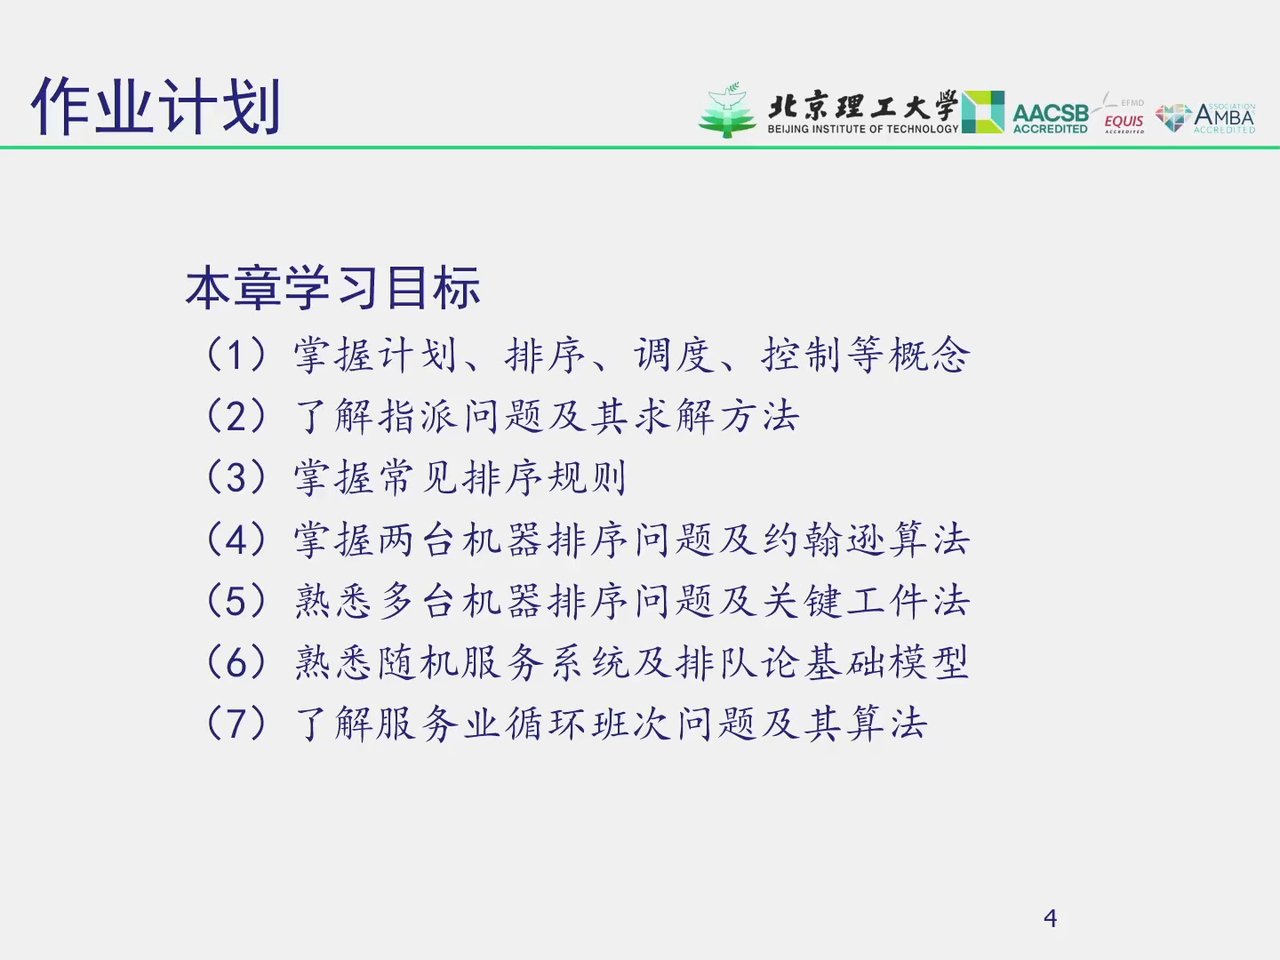 作业计划
北京理工大学
BEIJING INSTITUTE OF TECHNOLOGY
AACSB
ACCREDITED
EFMD
EQUIS
ACCREDITED
ASSOCIATION
AMBA
ACCREDITED
本章学习目标
（1）掌握计划、排序、调度、控制等概念
（2）了解指派问题及其求解方法
（3）掌握常见排序规则
（4）掌握两台机器排序问题及约翰逊算法
（5）熟悉多台机器排序问题及关键工件法
（6）熟悉随机服务系统及排队论基础模型
（7）了解服务业循环班次问题及其算法
4